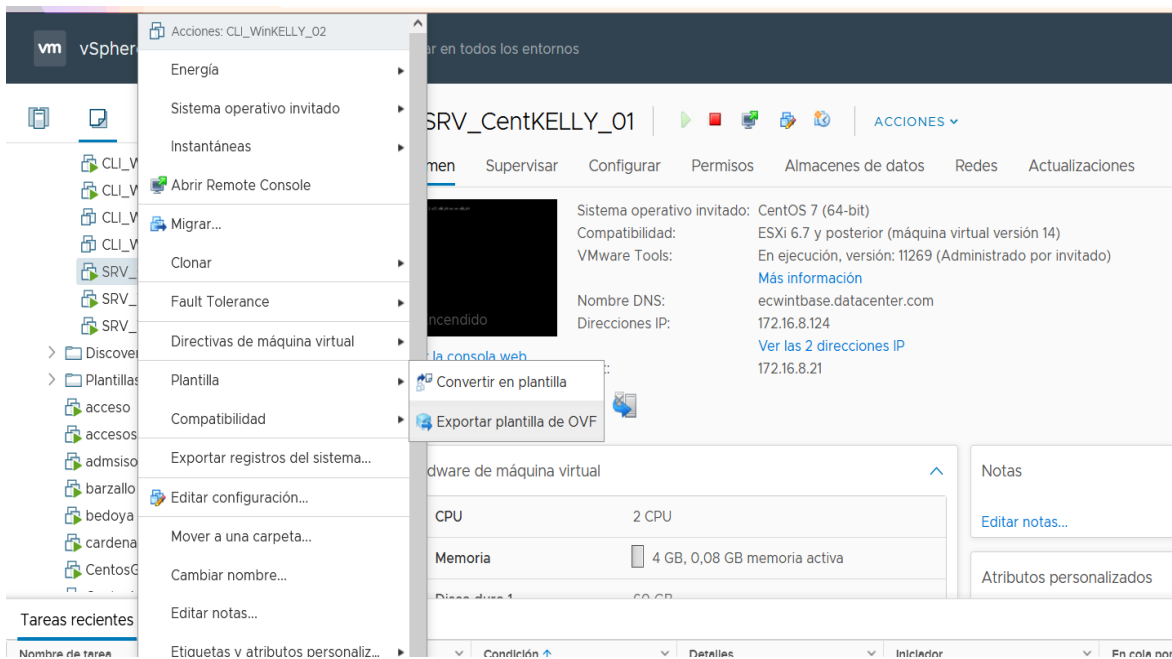 vm vSpher
ar en todos los entornos
Acciones: CLI_WinKELLY_02
Energía
Sistema operativo invitado
Instantáneas
Abrir Remote Console
Migrar...
Clonar
Fault Tolerance
Directivas de máquina virtual
Plantilla
Compatibilidad
Exportar registros del sistema...
Editar configuración...
Mover a una carpeta...
Cambiar nombre...
Editar notas...
Etiquetas y atributos personaliz...
Convertir en plantilla
Exportar plantilla de OVF
CLI_W
CLI_W
CLI_W
CLI_W
SRV_
SRV_
SRV_
Discover
Plantillas
acceso
accesos
admsiso
barzallo
bedoya
cardena
CentosG
SRV_CentKELLY_01
ACCIONES
men Supervisar Configurar Permisos Almacenes de datos Redes Actualizaciones
ncendido
la consola web
Sistema operativo invitado: CentOS 7 (64-bit)
Compatibilidad: ESXi 6.7 y posterior (máquina virtual versión 14)
VMware Tools: En ejecución, versión: 11269 (Administrado por invitado)
Más información
Nombre DNS: ecwintbase.datacenter.com
Direcciones IP: 172.16.8.124
Ver las 2 direcciones IP
172.16.8.21
dware de máquina virtual
CPU 2 CPU
Memoria 4 GB, 0,08 GB memoria activa
Disco duro 1 60 GB
Notas
Editar notas...
Atributos personalizados
Tareas recientes
Nombre de tarea Condición Detalles Iniciador En cola por